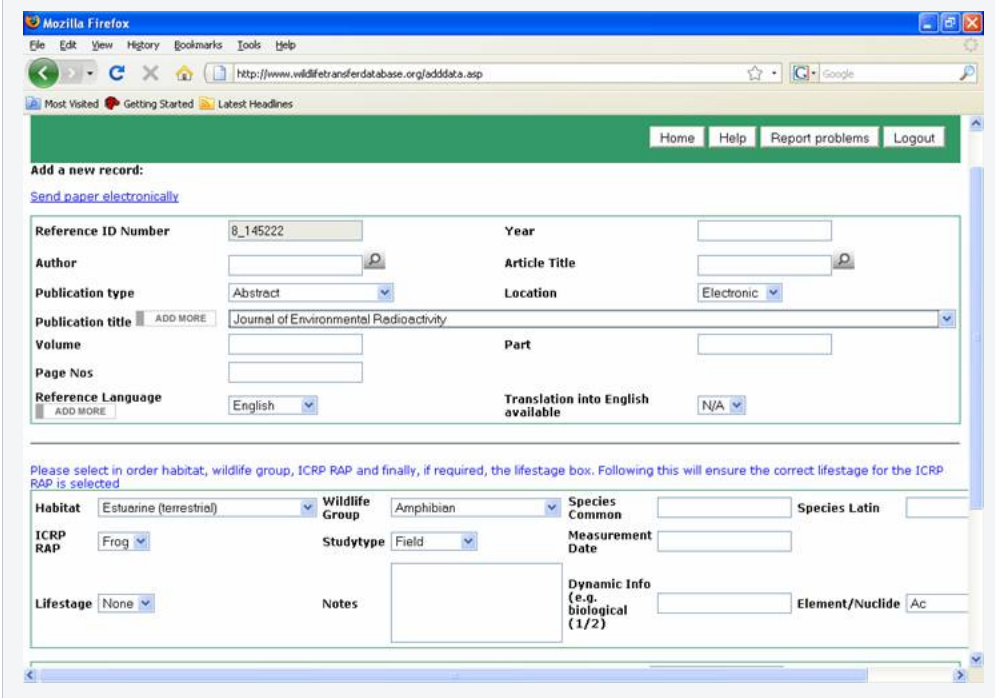 Mozilla Firefox
File Edit View History Bookmarks Tools Help
http://www.wildlifetransferdatabase.org/adddata.asp
Google
Most Visited Getting Started Latest Headlines
Home Help Report problems Logout
Add a new record:
Send paper electronically
Reference ID Number 8_145222 Year
Author Article Title
Publication type Abstract Location Electronic
Publication title ADD MORE Journal of Environmental Radioactivity
Volume Part
Page Nos
Reference Language ADD MORE English Translation into English available N/A
Please select in order habitat, wildlife group, ICRP RAP and finally, if required, the lifestage box. Following this will ensure the correct lifestage for the ICRP
RAP is selected
Habitat Estuarine (terrestrial) Wildlife Group Amphibian Species Common Species Latin
ICRP RAP Frog Studytype Field Measurement Date
Lifestage None Notes Dynamic Info (e.g. biological (1/2) Element/Nuclide Ac